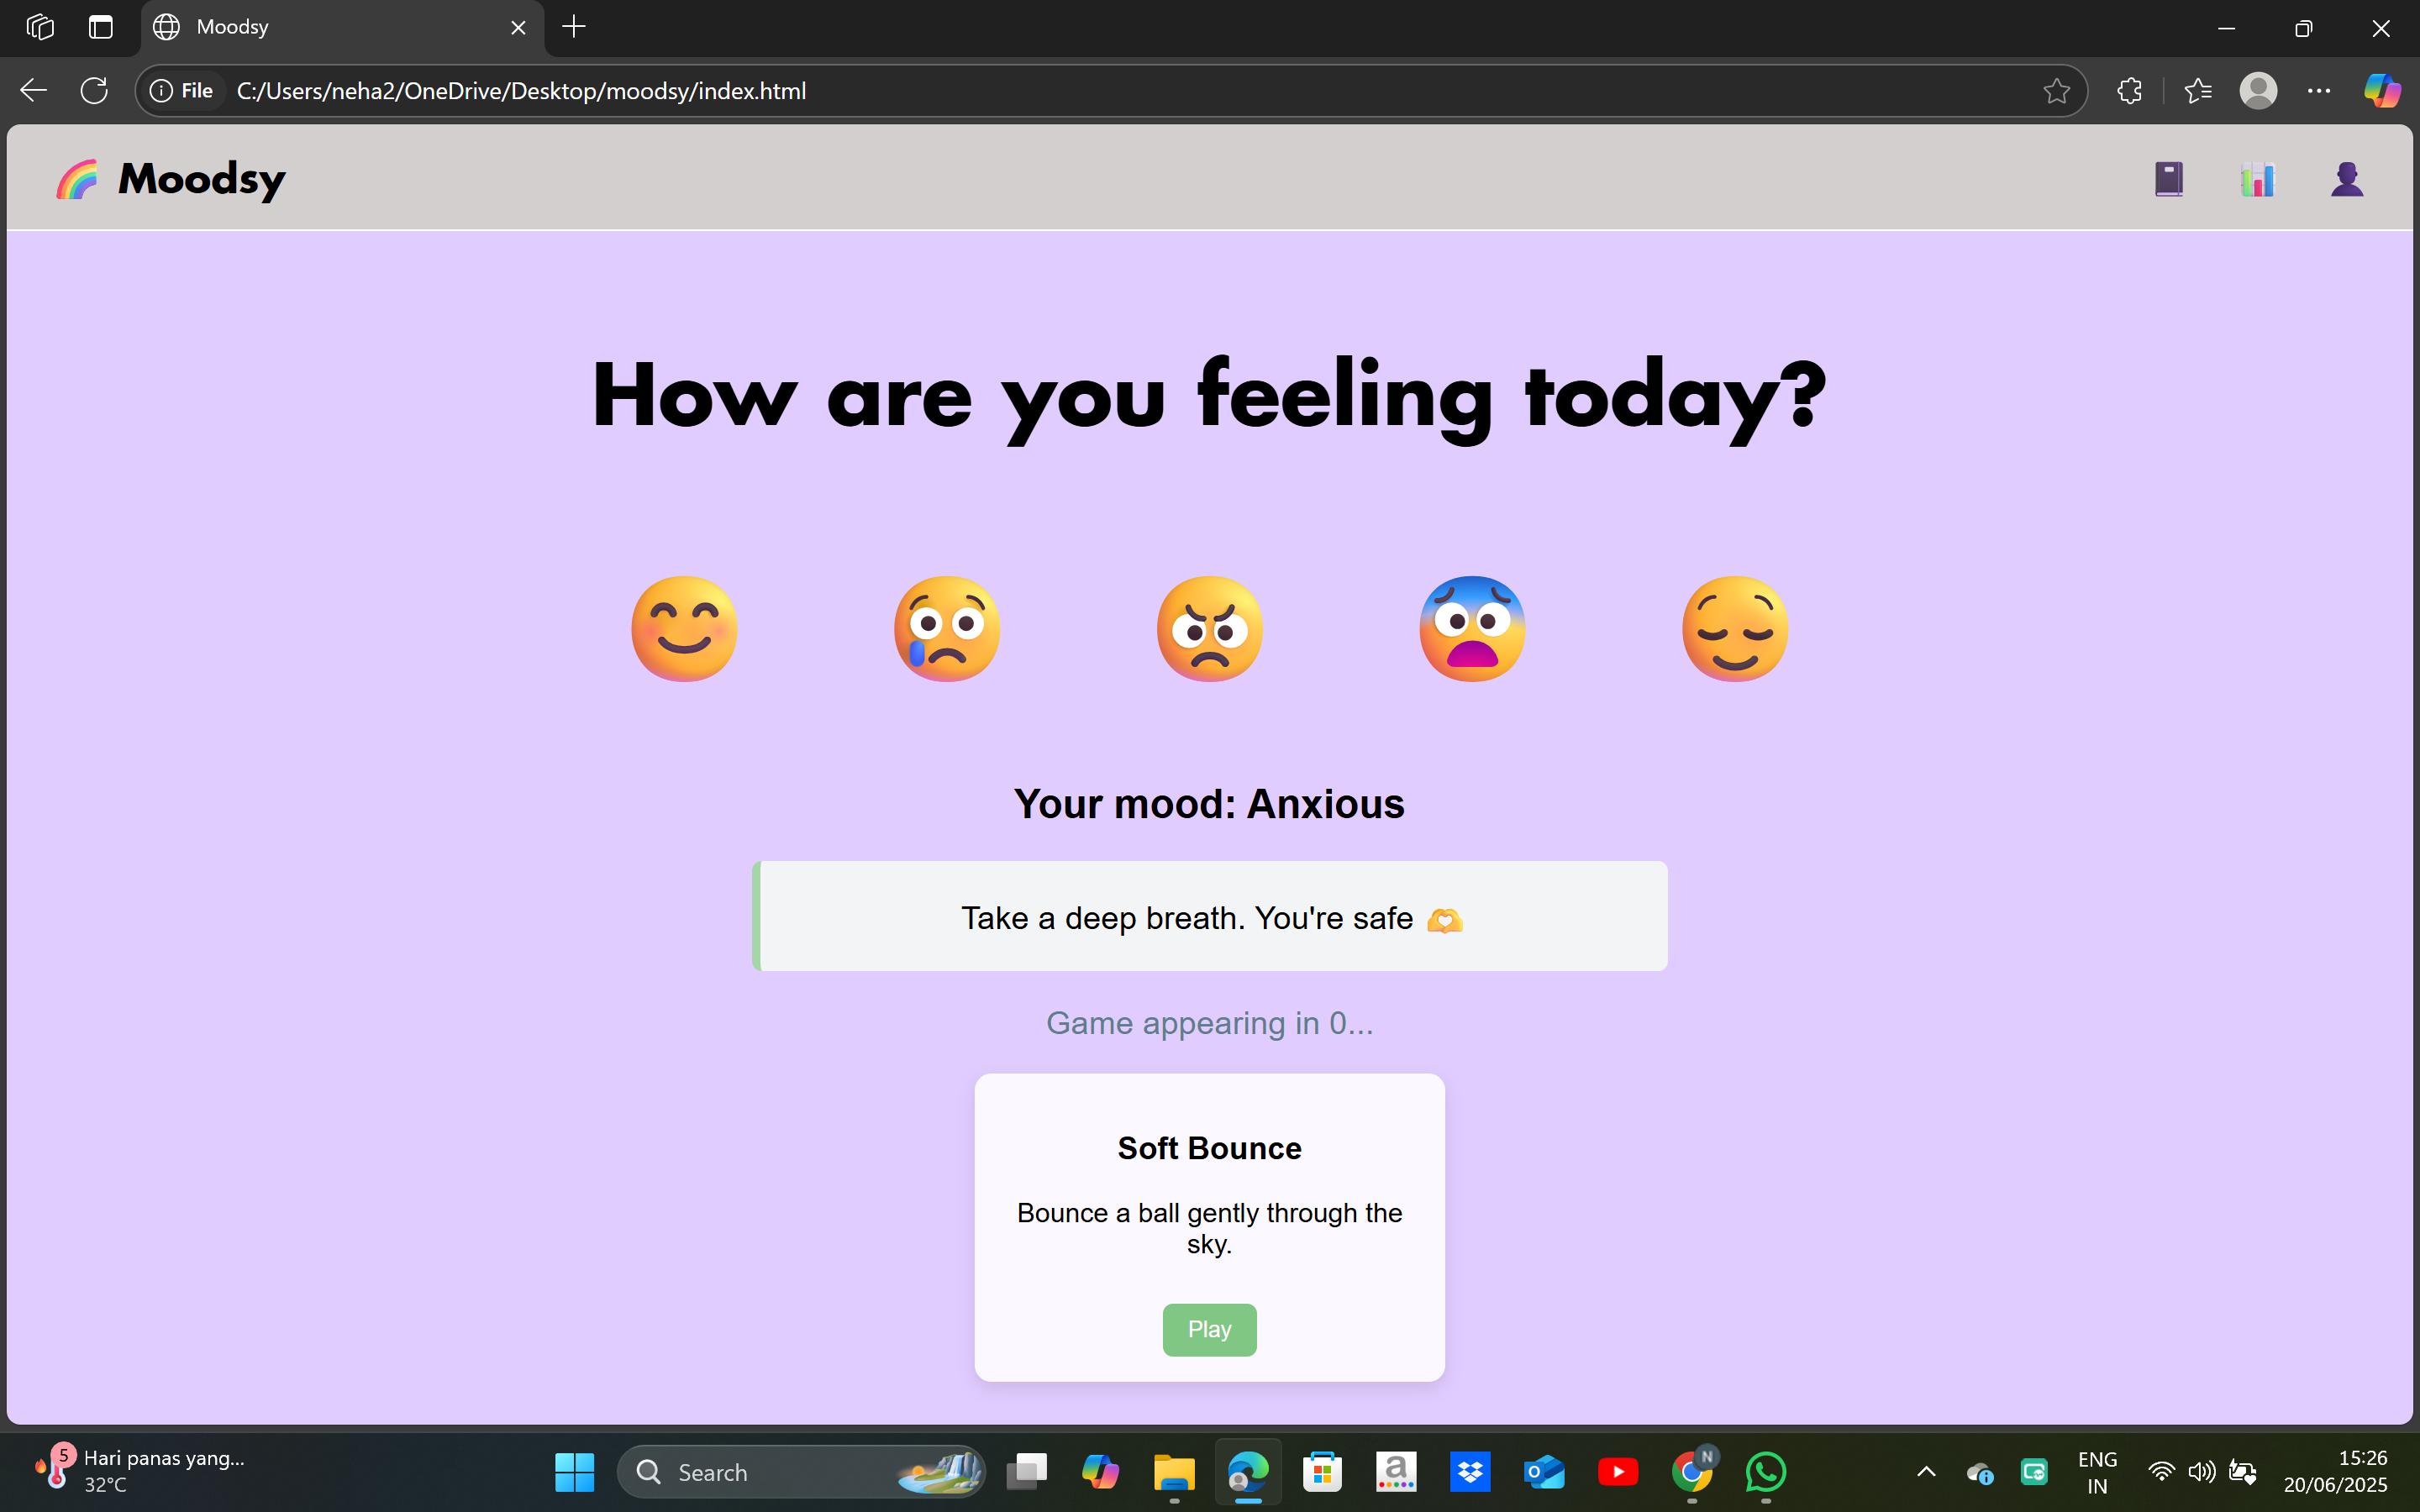 Moodsy
File C:/Users/neha2/OneDrive/Desktop/moodsy/index.html
Moodsy
How are you feeling today?
Your mood: Anxious
Take a deep breath. You're safe
Game appearing in 0...
Soft Bounce
Bounce a ball gently through the
sky.
Play
5
Hari panas yang...
32°C
Search
a
N
ENG
IN
15:26
20/06/2025